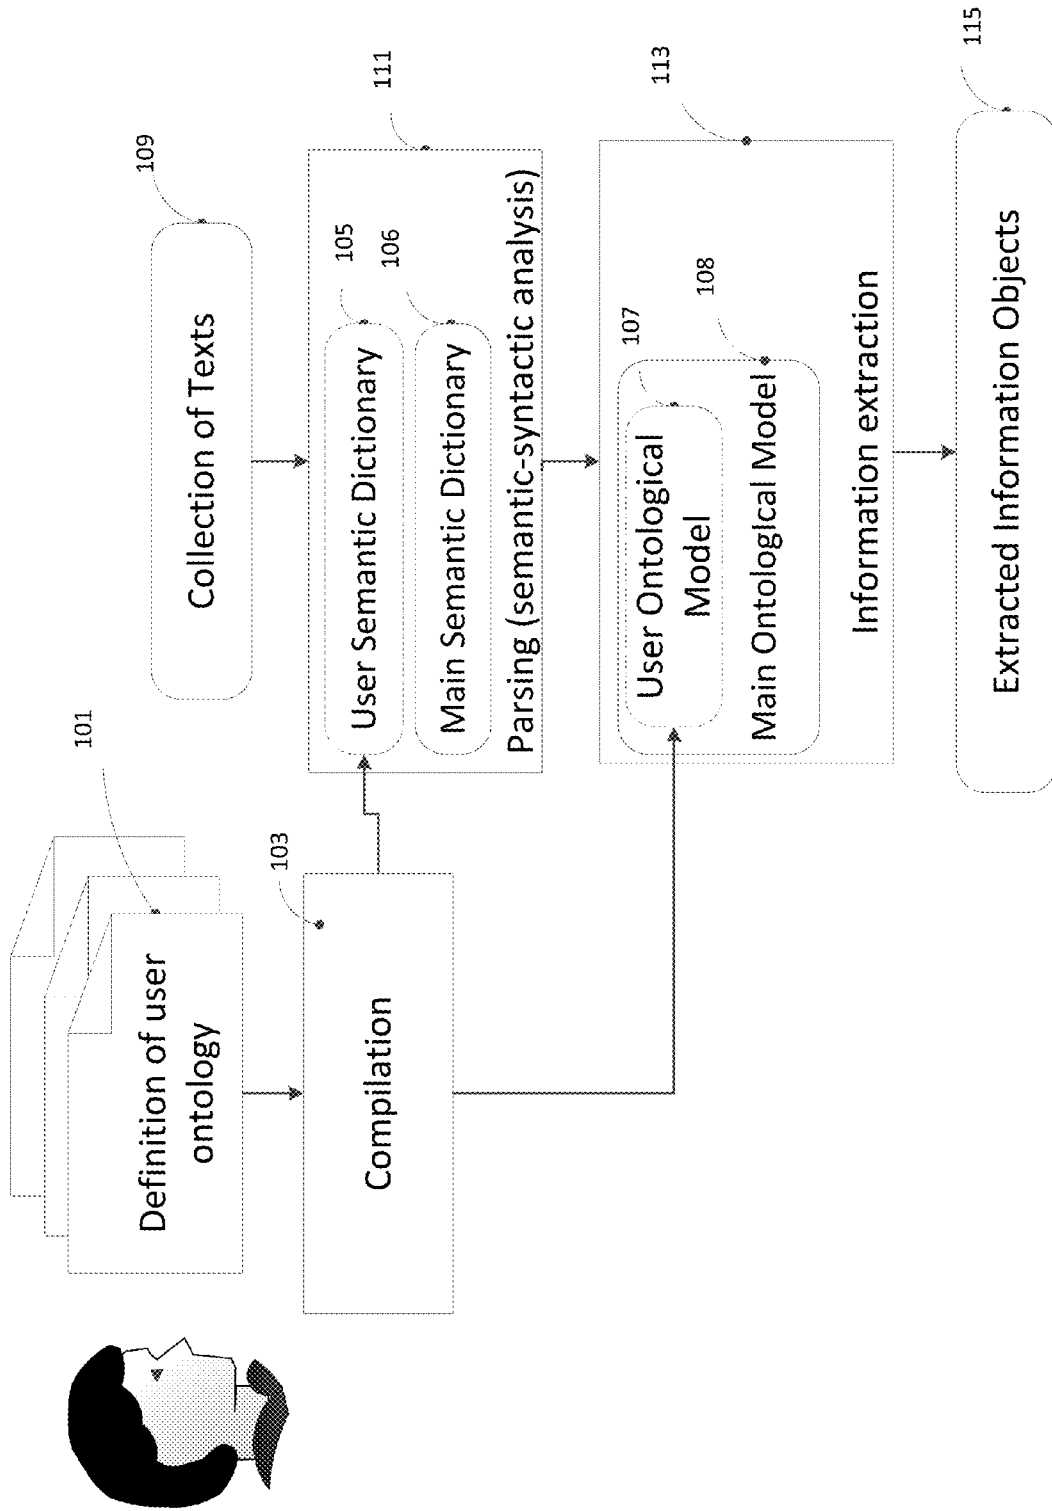 101
Definition of user
ontology
103
Compilation
109
Collection of Texts
111
105
User Semantic Dictionary
106
Main Semantic Dictionary
Parsing (semantic-syntactic analysis)
113
107
User Ontological
Model
108
Main Ontological Model
Information extraction
115
Extracted Information Objects